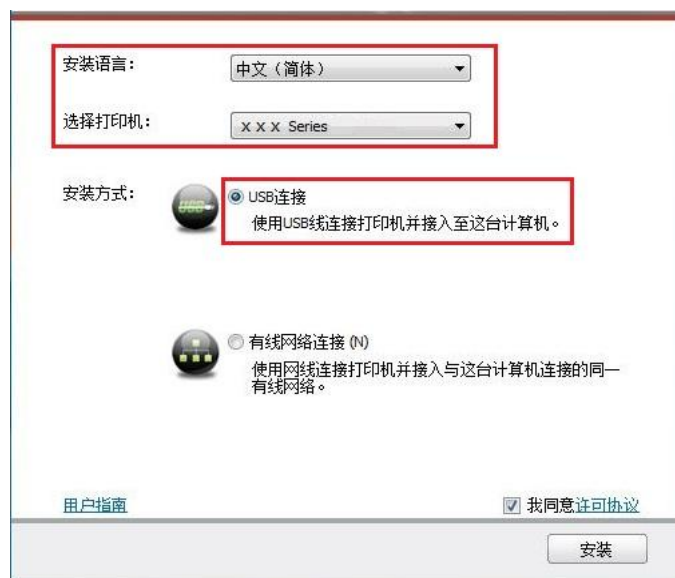 安装语言： 中文（简体）
选择打印机： x x x Series
安装方式： USB USB连接
使用USB线连接打印机并接入至这台计算机。
有线网络连接 (N)
使用网线连接打印机并接入与这台计算机连接的同一
有线网络。
用户指南 我同意许可协议
安装